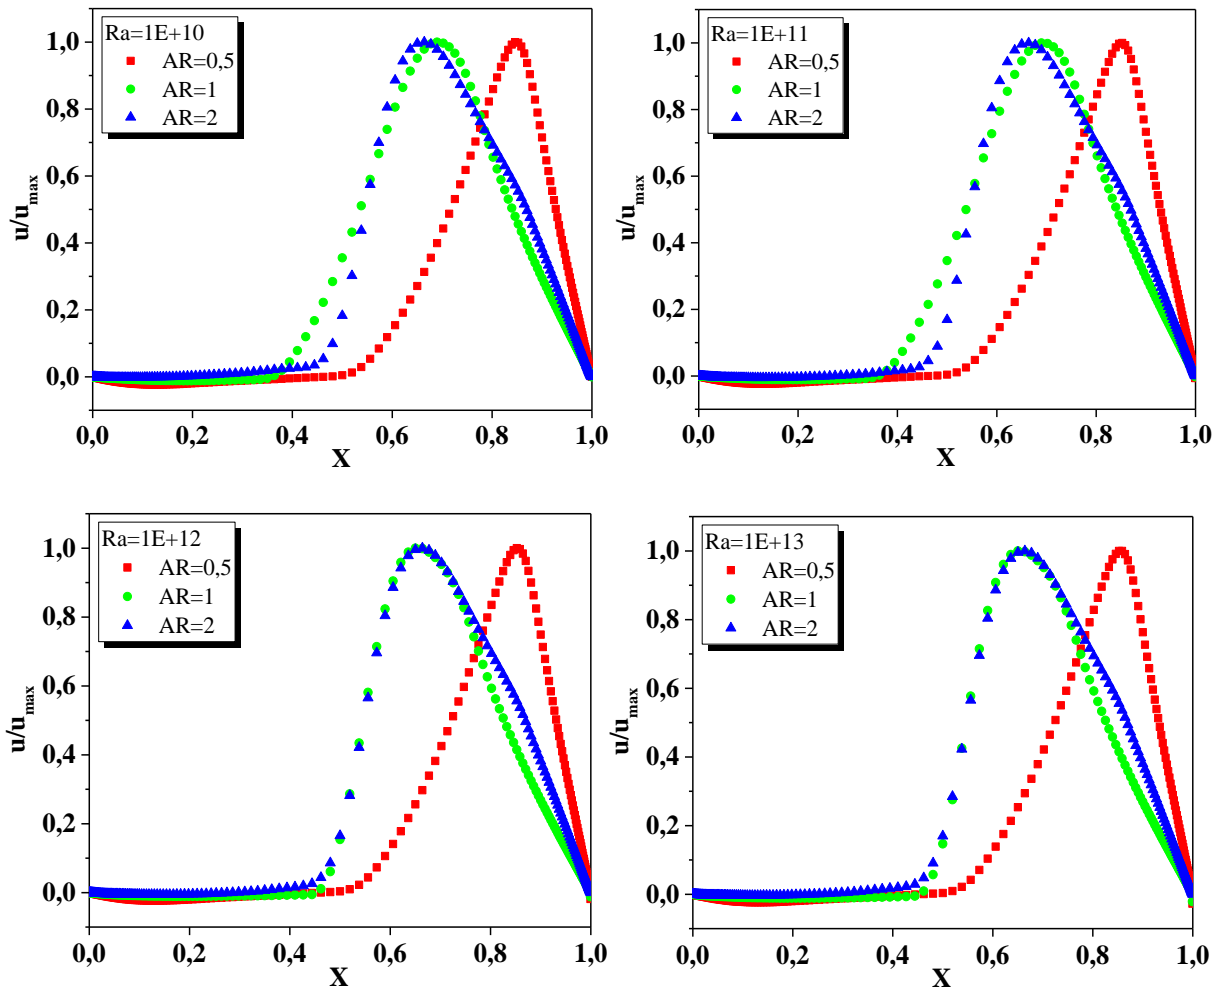 Ra=1E+10
AR=0,5
AR=1
AR=2
1,0
0,8
0,6
0,4
0,2
0,0
u/u_max
0,0 0,2 0,4 0,6 0,8 1,0
X
Ra=1E+11
AR=0,5
AR=1
AR=2
1,0
0,8
0,6
0,4
0,2
0,0
u/u_max
0,0 0,2 0,4 0,6 0,8 1,0
X
Ra=1E+12
AR=0,5
AR=1
AR=2
1,0
0,8
0,6
0,4
0,2
0,0
u/u_max
0,0 0,2 0,4 0,6 0,8 1,0
X
Ra=1E+13
AR=0,5
AR=1
AR=2
1,0
0,8
0,6
0,4
0,2
0,0
u/u_max
0,0 0,2 0,4 0,6 0,8 1,0
X